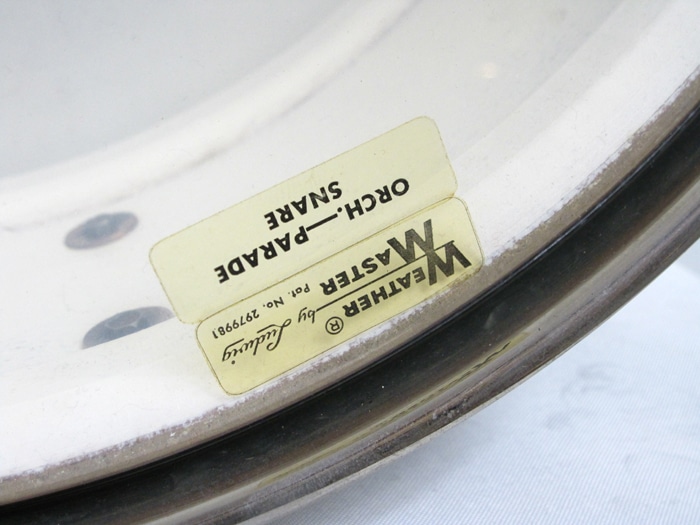 WEATHER
MASTER ®
by Ludwig
Pat. No. 2979981
ORCH.—PARADE
SNARE